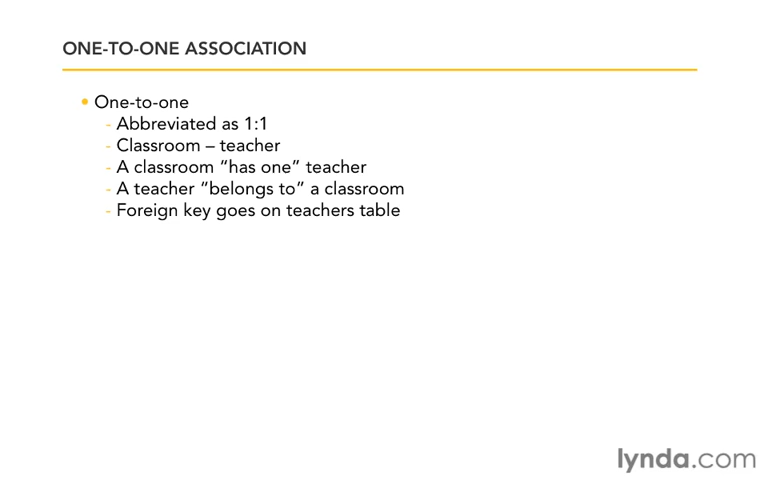 ONE-TO-ONE ASSOCIATION
• One-to-one
- Abbreviated as 1:1
- Classroom – teacher
- A classroom “has one” teacher
- A teacher “belongs to” a classroom
- Foreign key goes on teachers table
lynda.com